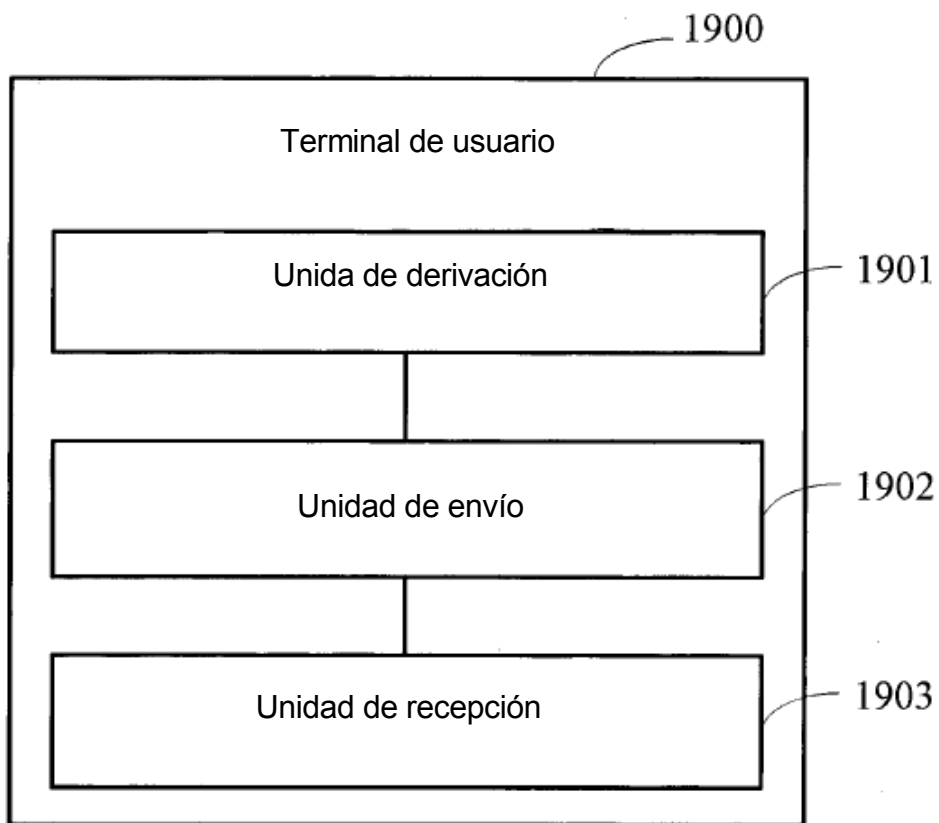 1900
Terminal de usuario
Unida de derivación
1901
Unidad de envío
1902
Unidad de recepción
1903